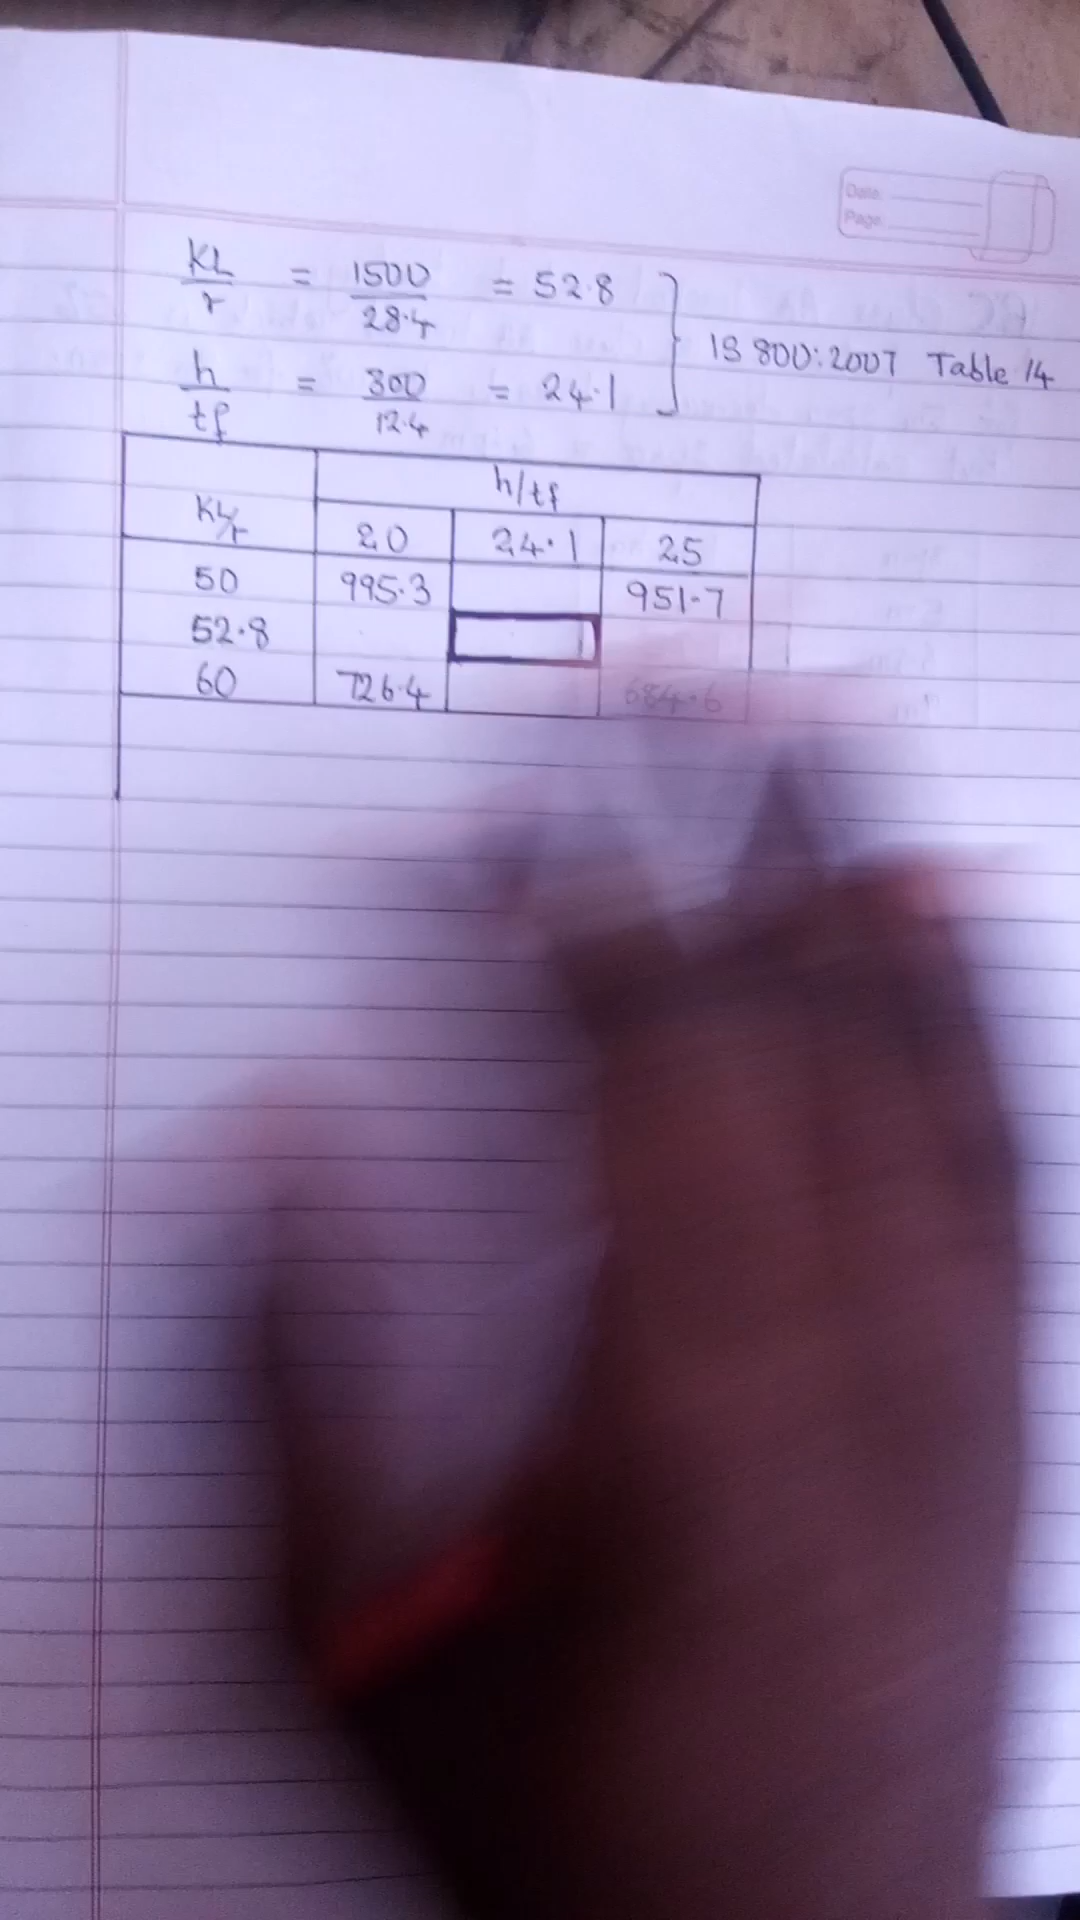 Date
Page
KL/r = 1500/28.4 = 52.8
h/tf = 300/12.4 = 24.1
} IS 800:2007 Table 14
h/tf
KL/r 20 24.1 25
50 995.3 951.7
52.8
60 726.4 684.6